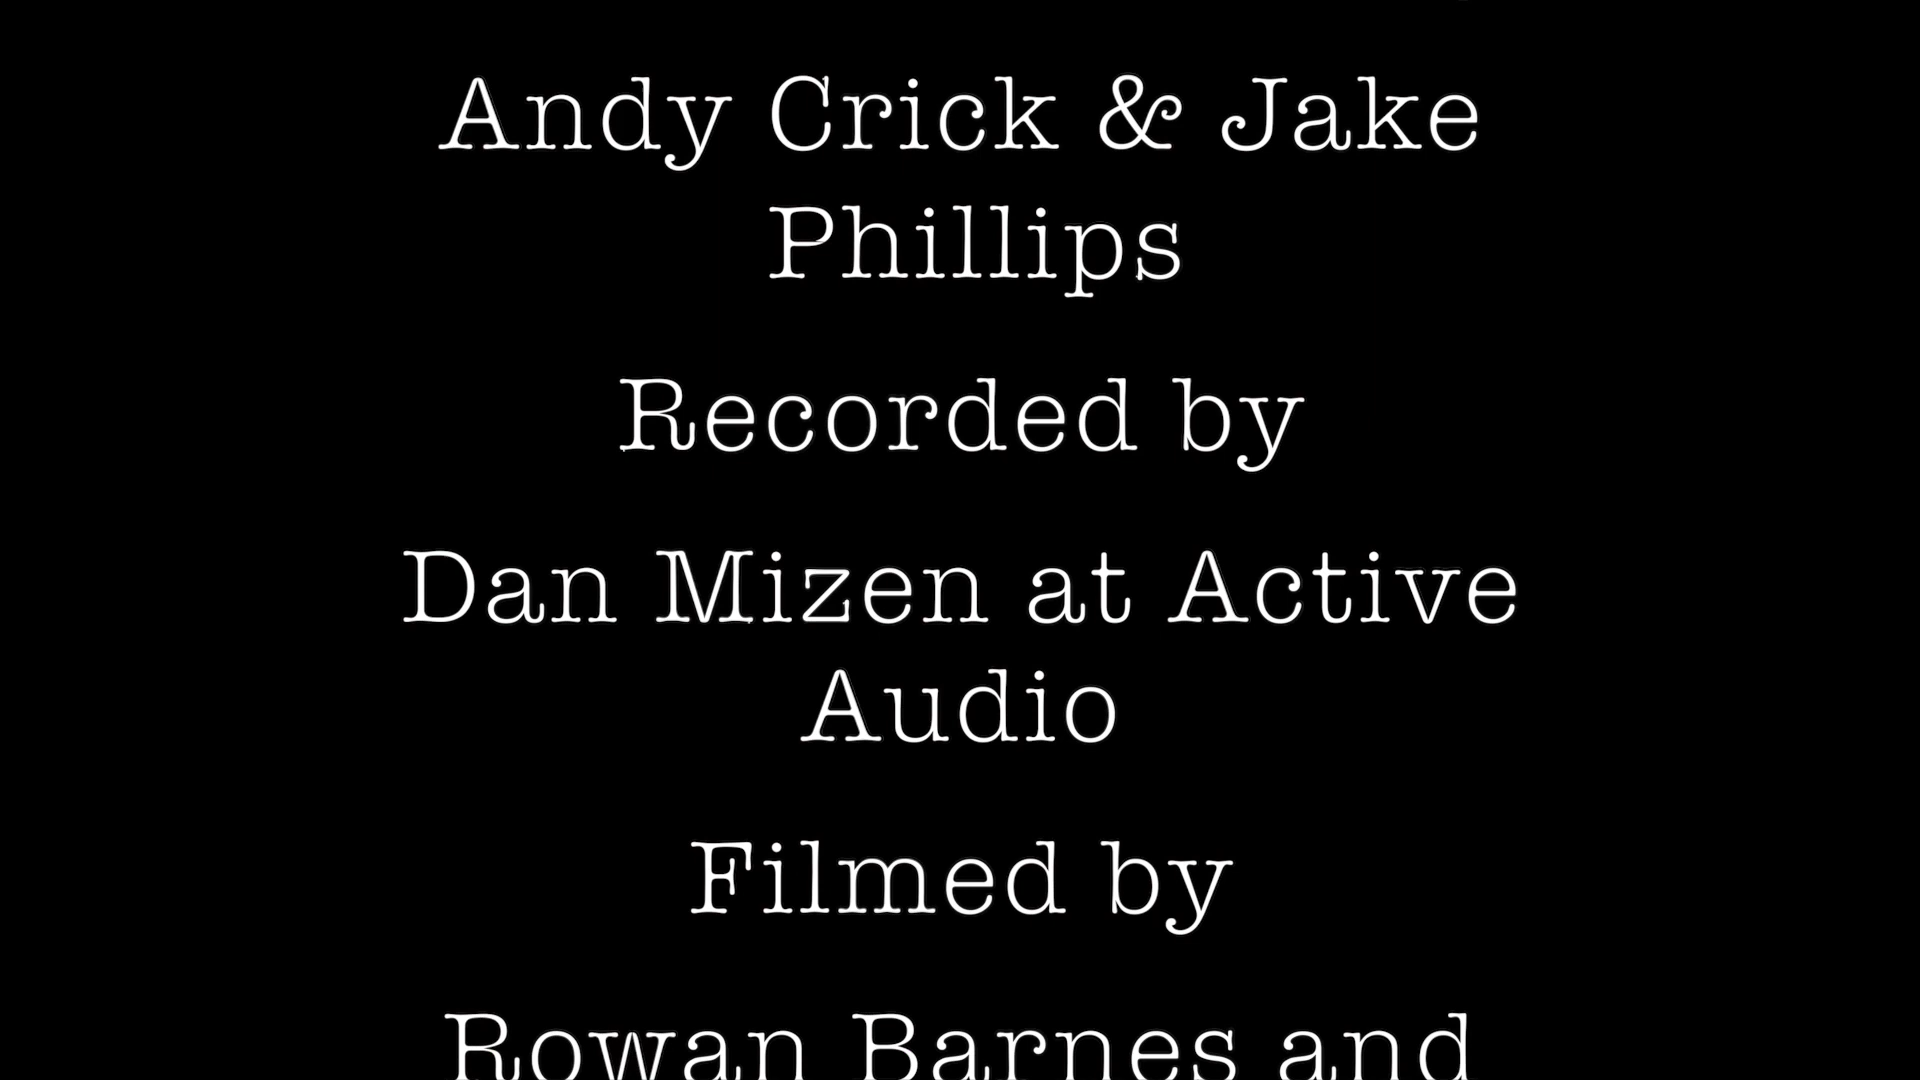 Andy Crick & Jake
Phillips
Recorded by
Dan Mizen at Active
Audio
Filmed by
Rowan Barnes and